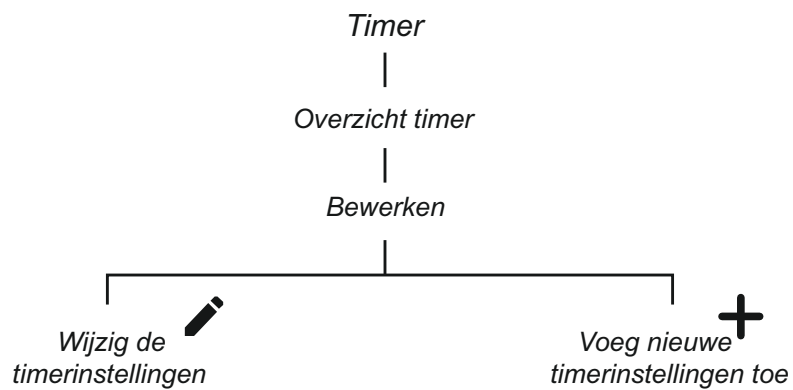 Timer
Overzicht timer
Bewerken
Wijzig de
timerinstellingen
Voeg nieuwe
timerinstellingen toe